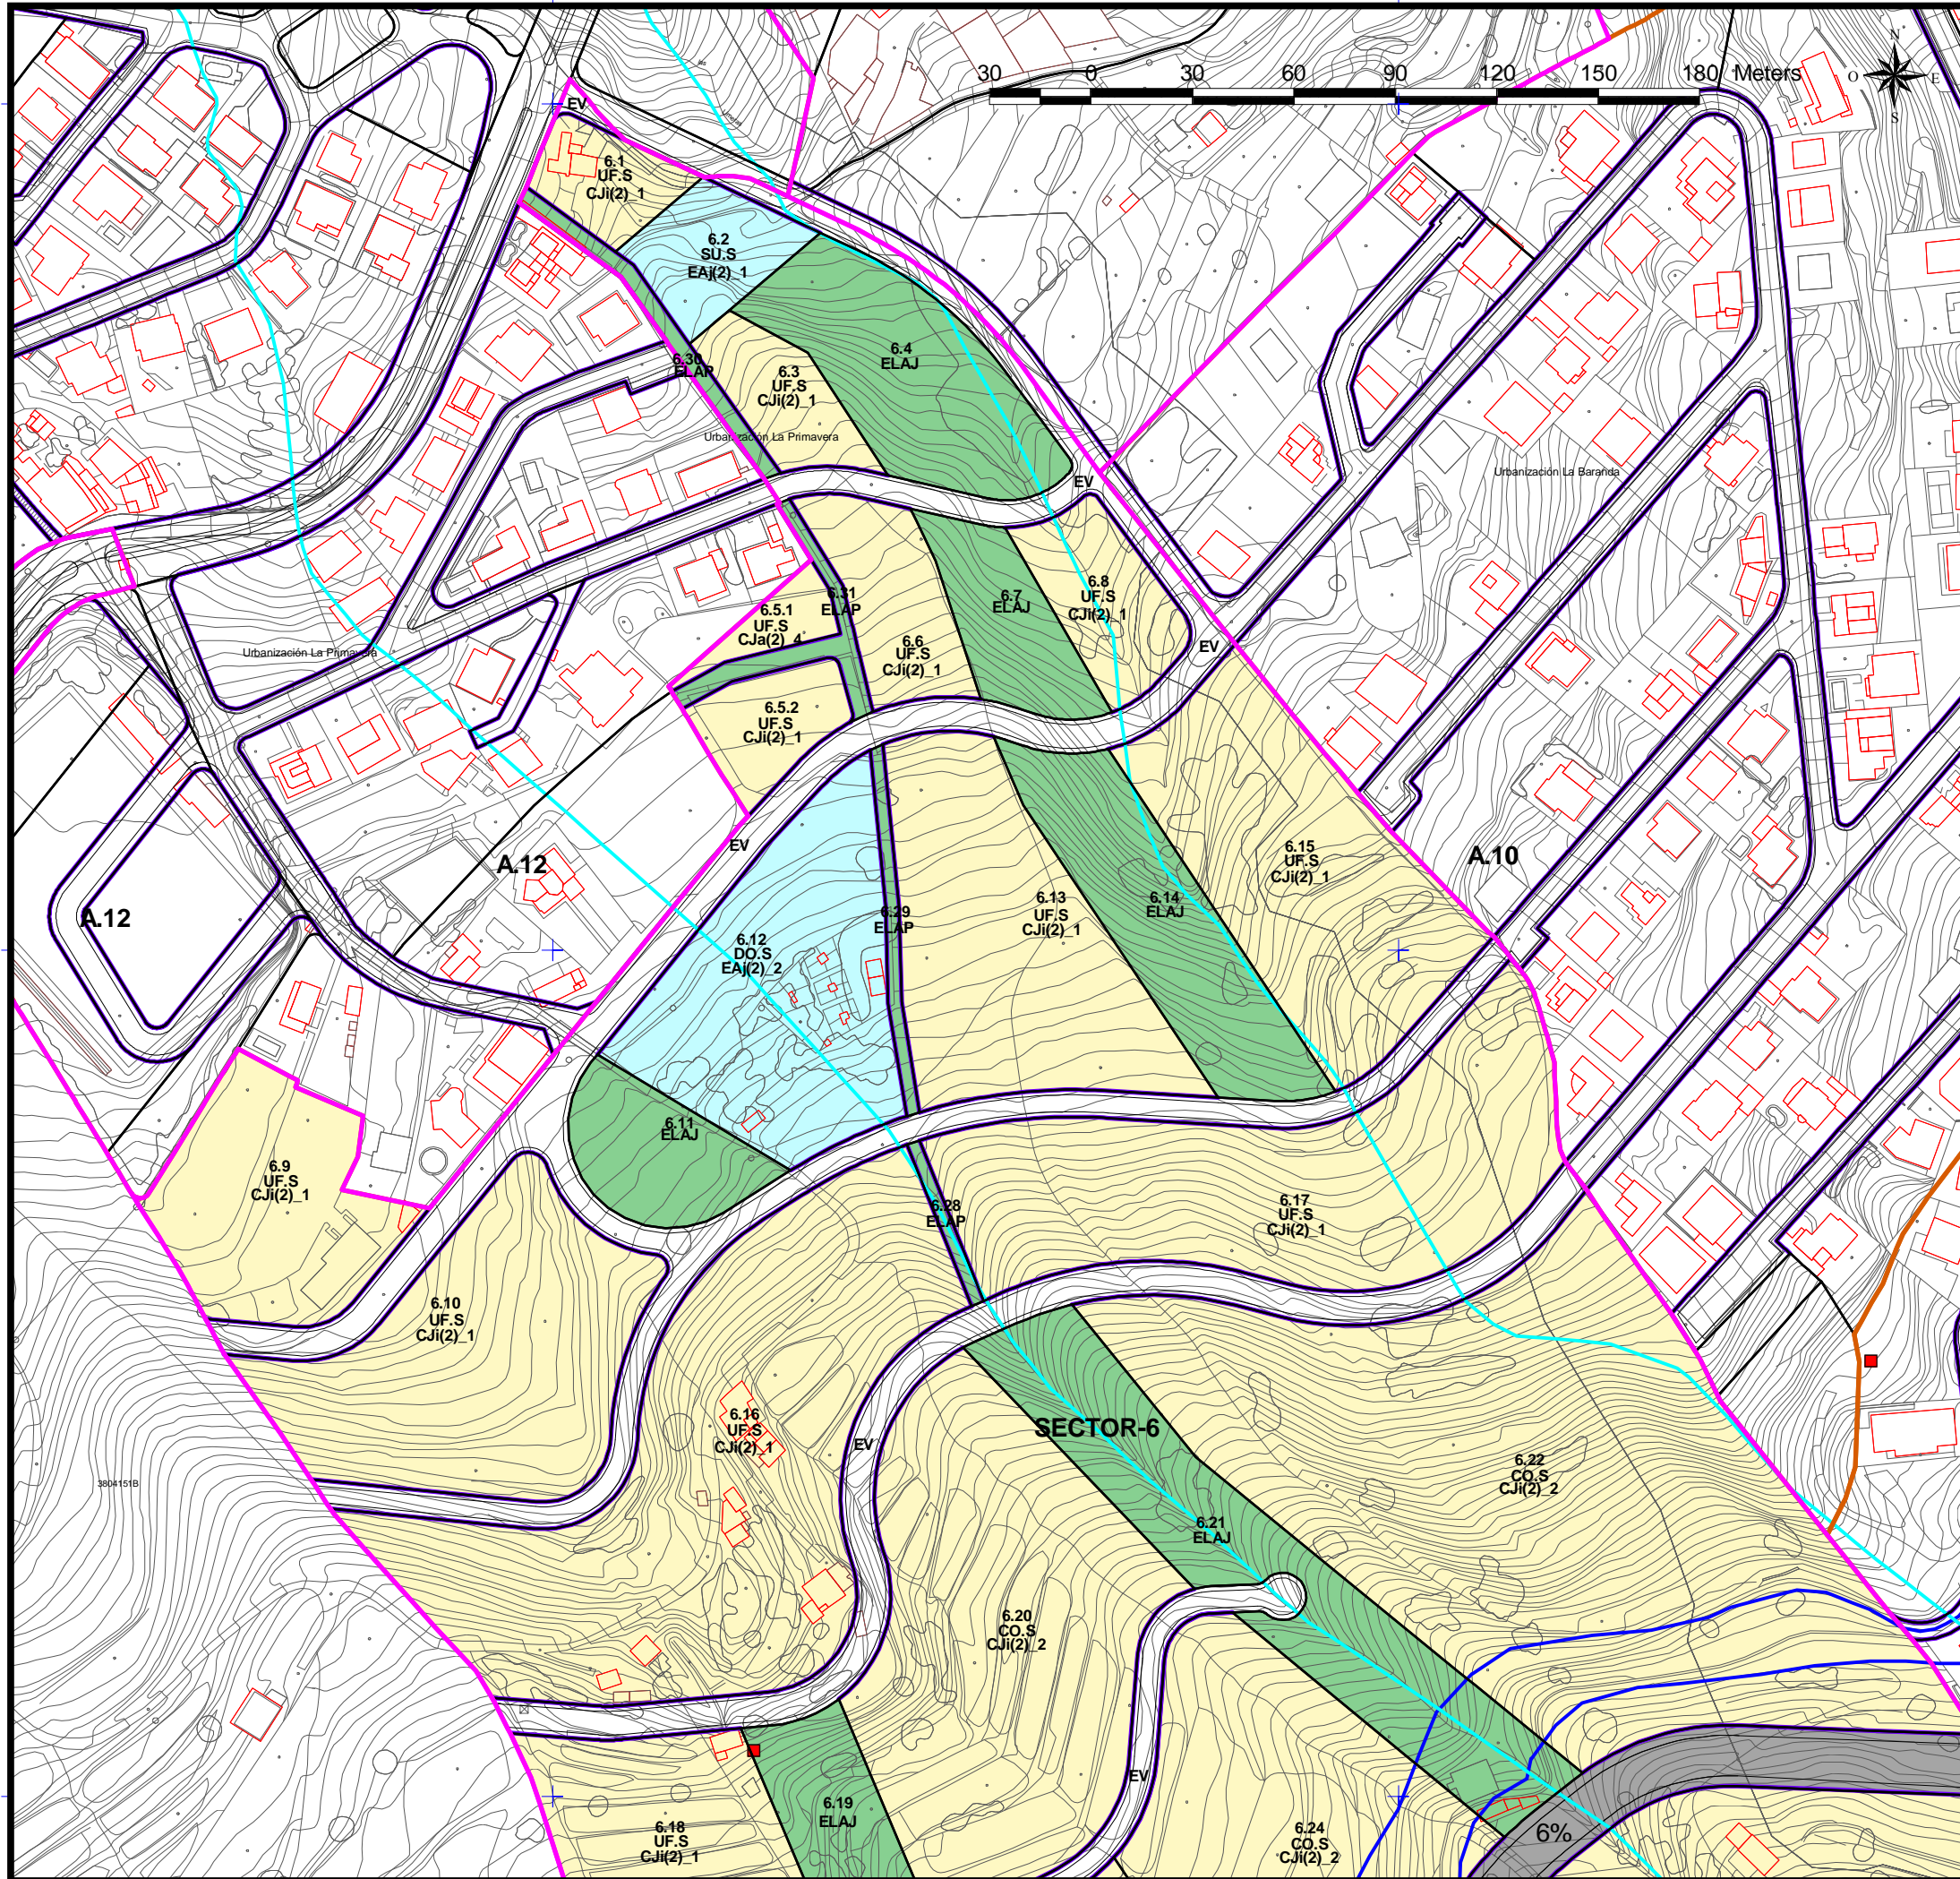 N
30 0 30 60 90 120 150 180 Meters
O E
S
EV
6.1
UF.S
CJi(2)_1
6.2
SU.S
EAj(2)_1
6.4
ELAJ
6.30
ELAP
6.3
UF.S
CJi(2)_1
Urbanización La Primavera
Urbanización La Baranda
EV
6.5.1
UF.S
CJa(2)_4
6.31
ELAP
6.7
ELAJ
6.8
UF.S
CJi(2)_1
6.6
UF.S
CJi(2)_1
EV
Urbanización La Primavera
6.5.2
UF.S
CJi(2)_1
EV
A.12
A.12
A.10
6.15
UF.S
CJi(2)_1
6.13
UF.S
CJi(2)_1
6.14
ELAJ
6.29
ELAP
6.12
DO.S
EAj(2)_2
6.11
ELAJ
6.9
UF.S
CJi(2)_1
6.28
ELAP
6.17
UF.S
CJi(2)_1
6.10
UF.S
CJi(2)_1
6.16
UF.S
CJi(2)_1
EV
SECTOR-6
3804151B
6.22
CO.S
CJi(2)_2
6.21
ELAJ
6.20
CO.S
CJi(2)_2
EV
6.19
ELAJ
6.18
UF.S
CJi(2)_1
6.24
CO.S
CJi(2)_2
6%